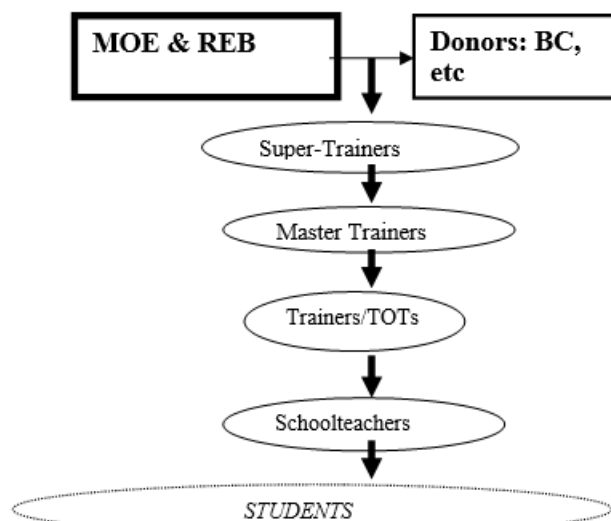 MOE & REB
Donors: BC,
etc
Super-Trainers
Master Trainers
Trainers/TOTs
Schoolteachers
STUDENTS